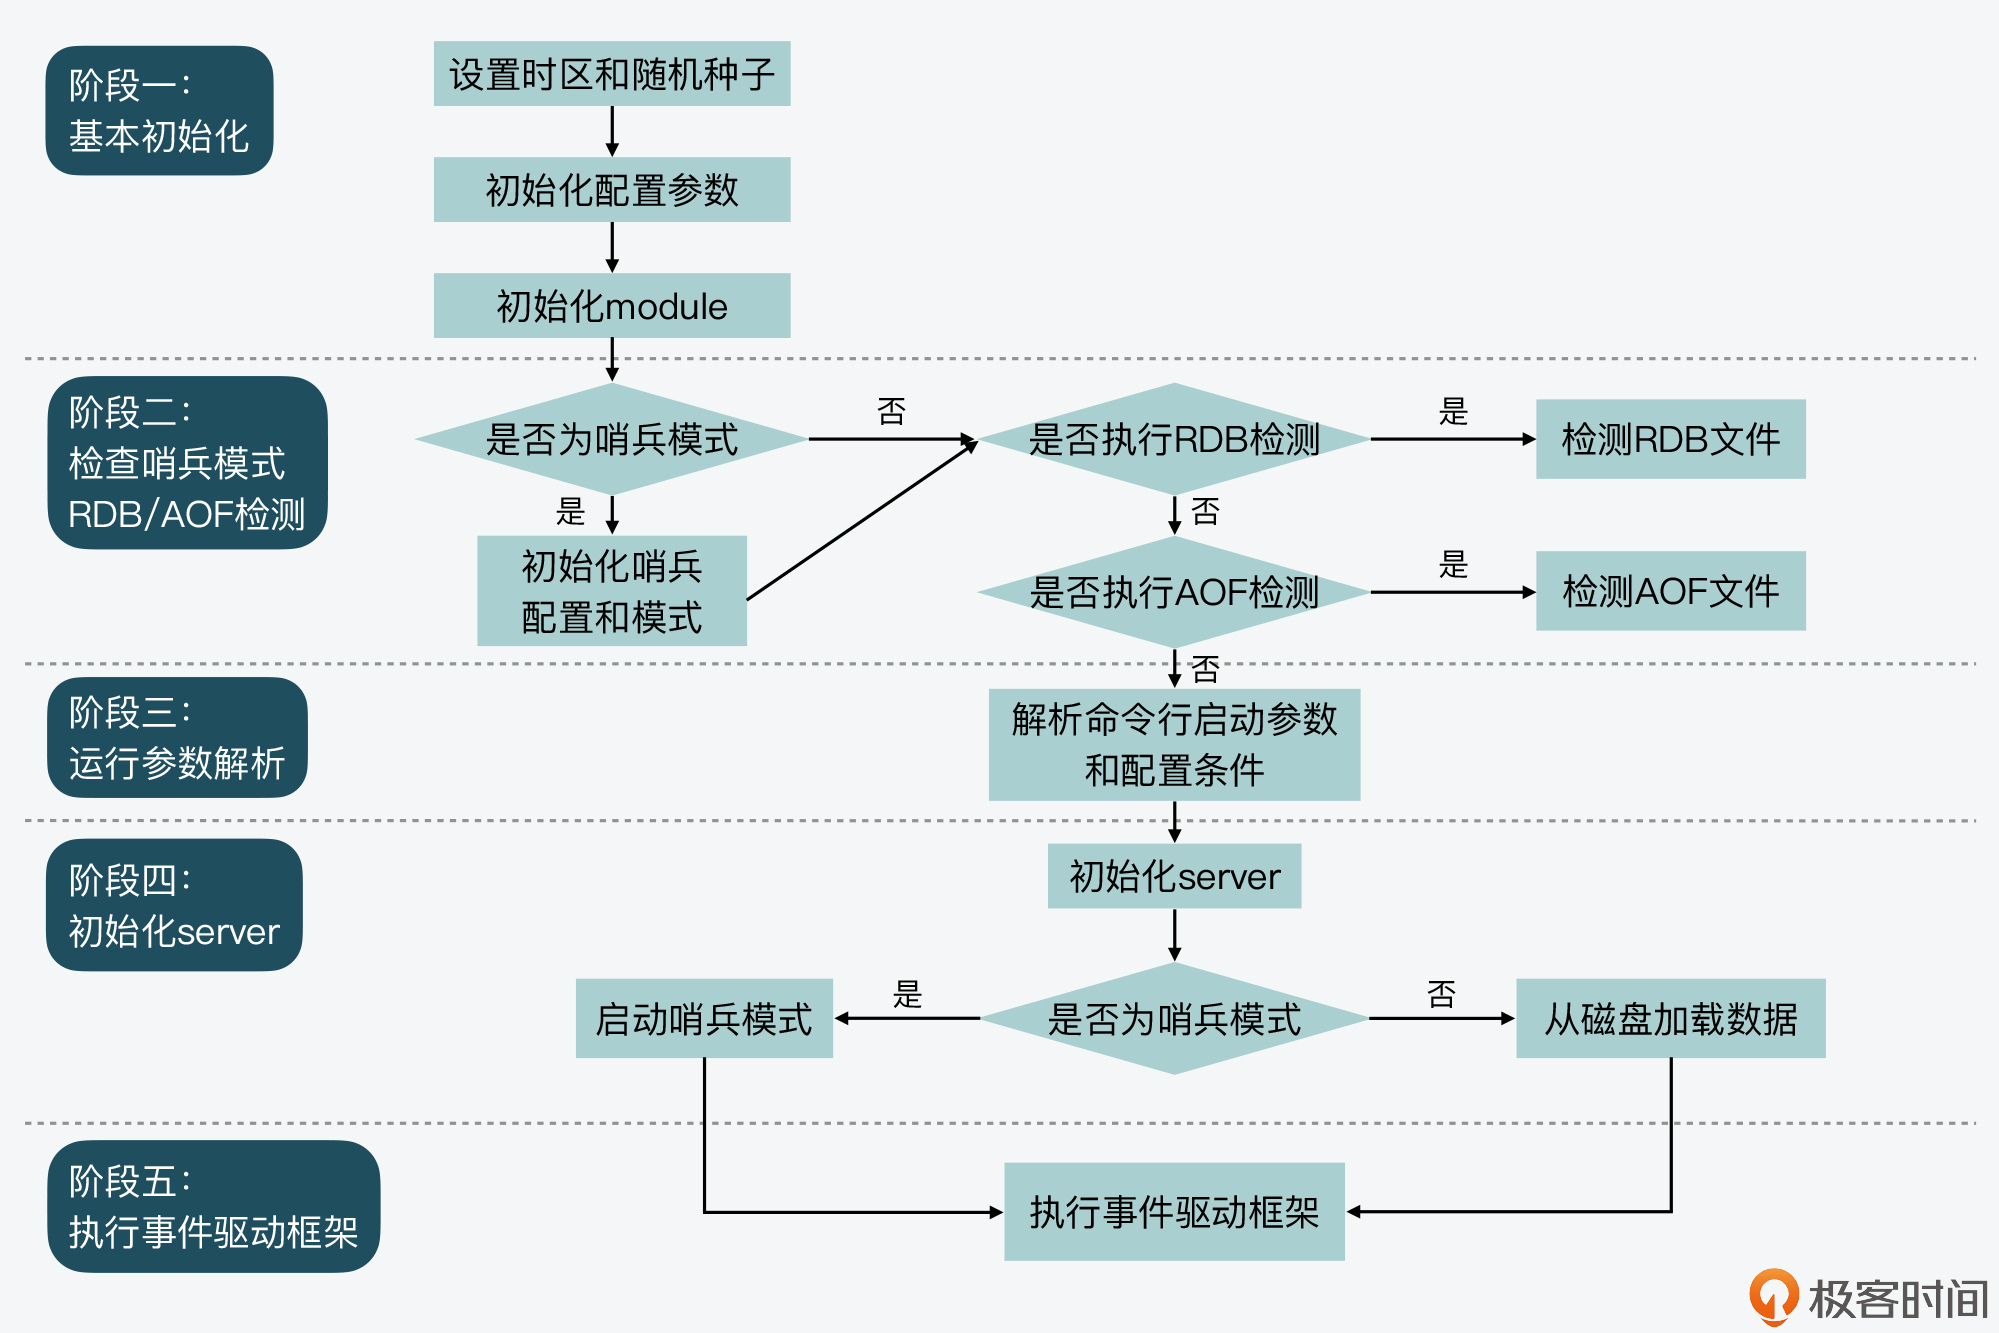 阶段一：
基本初始化
设置时区和随机种子
初始化配置参数
初始化module
阶段二：
检查哨兵模式
RDB/AOF检测
是否为哨兵模式
否
是否执行RDB检测
是
检测RDB文件
是
否
初始化哨兵
配置和模式
是否执行AOF检测
是
检测AOF文件
否
阶段三：
运行参数解析
解析命令行启动参数
和配置条件
阶段四：
初始化server
初始化server
启动哨兵模式
是
是否为哨兵模式
否
从磁盘加载数据
阶段五：
执行事件驱动框架
执行事件驱动框架
极客时间